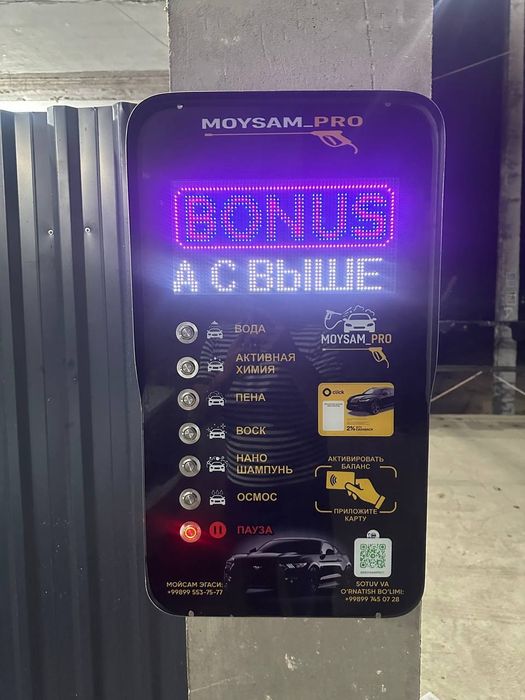 MOYSAM_PRO
BONUS
А С ВЫШЕ
ВОДА
MOYSAM_PRO
АКТИВНАЯ
ХИМИЯ
ПЕНА
click
2%
ВОСК
НАНО
ШАМПУНЬ
АКТИВИРОВАТЬ
БАЛАНС
ОСМОС
ПРИЛОЖИТЕ
КАРТУ
ПАУЗА
МОЙСАМ ЭГАСИ:
+99899 553-75-77
SOTUV VA
O'RNATISH BO'LIMI:
+99899 745 07 28